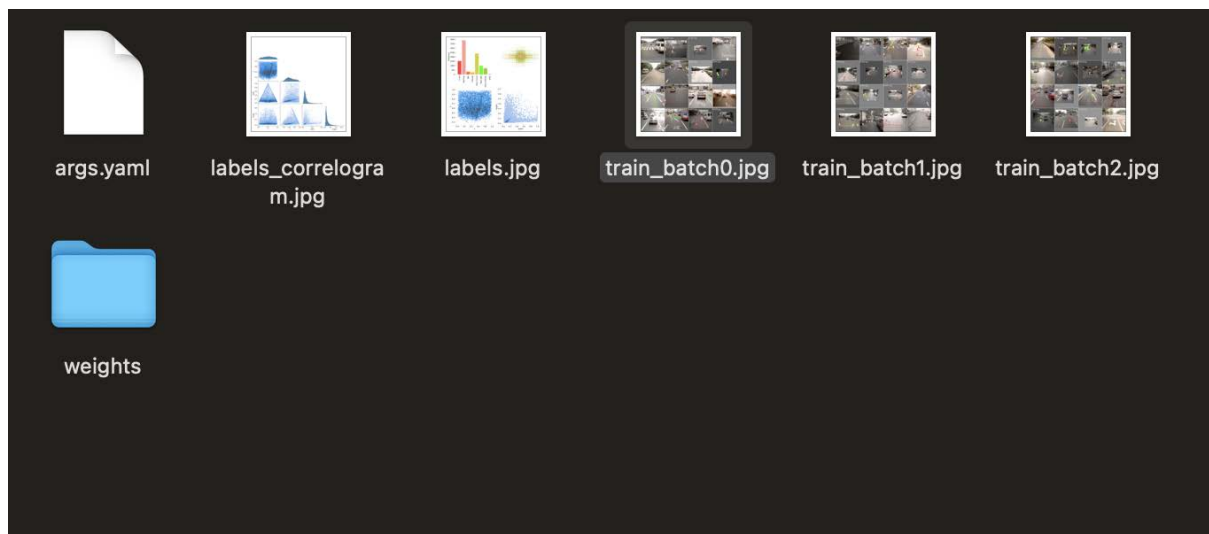 args.yaml
labels_correlogra
m.jpg
labels.jpg
train_batch0.jpg
train_batch1.jpg
train_batch2.jpg
weights